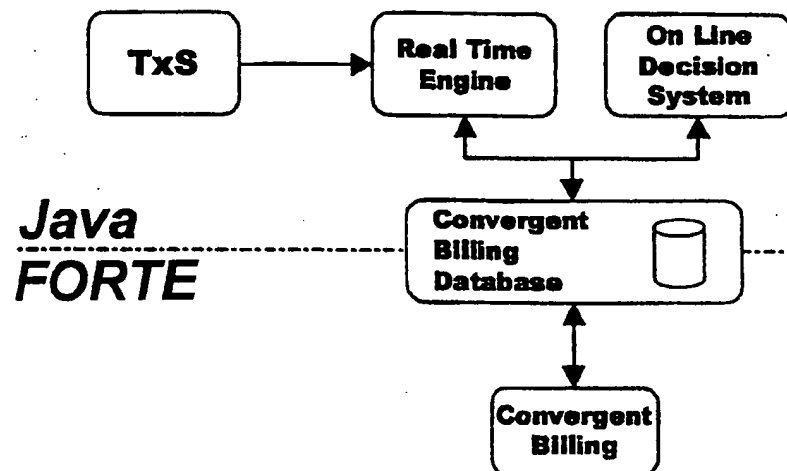 TxS
Real Time
Engine
On Line
Decision
System
Java
FORTE
Convergent
Billing
Database
Convergent
Billing